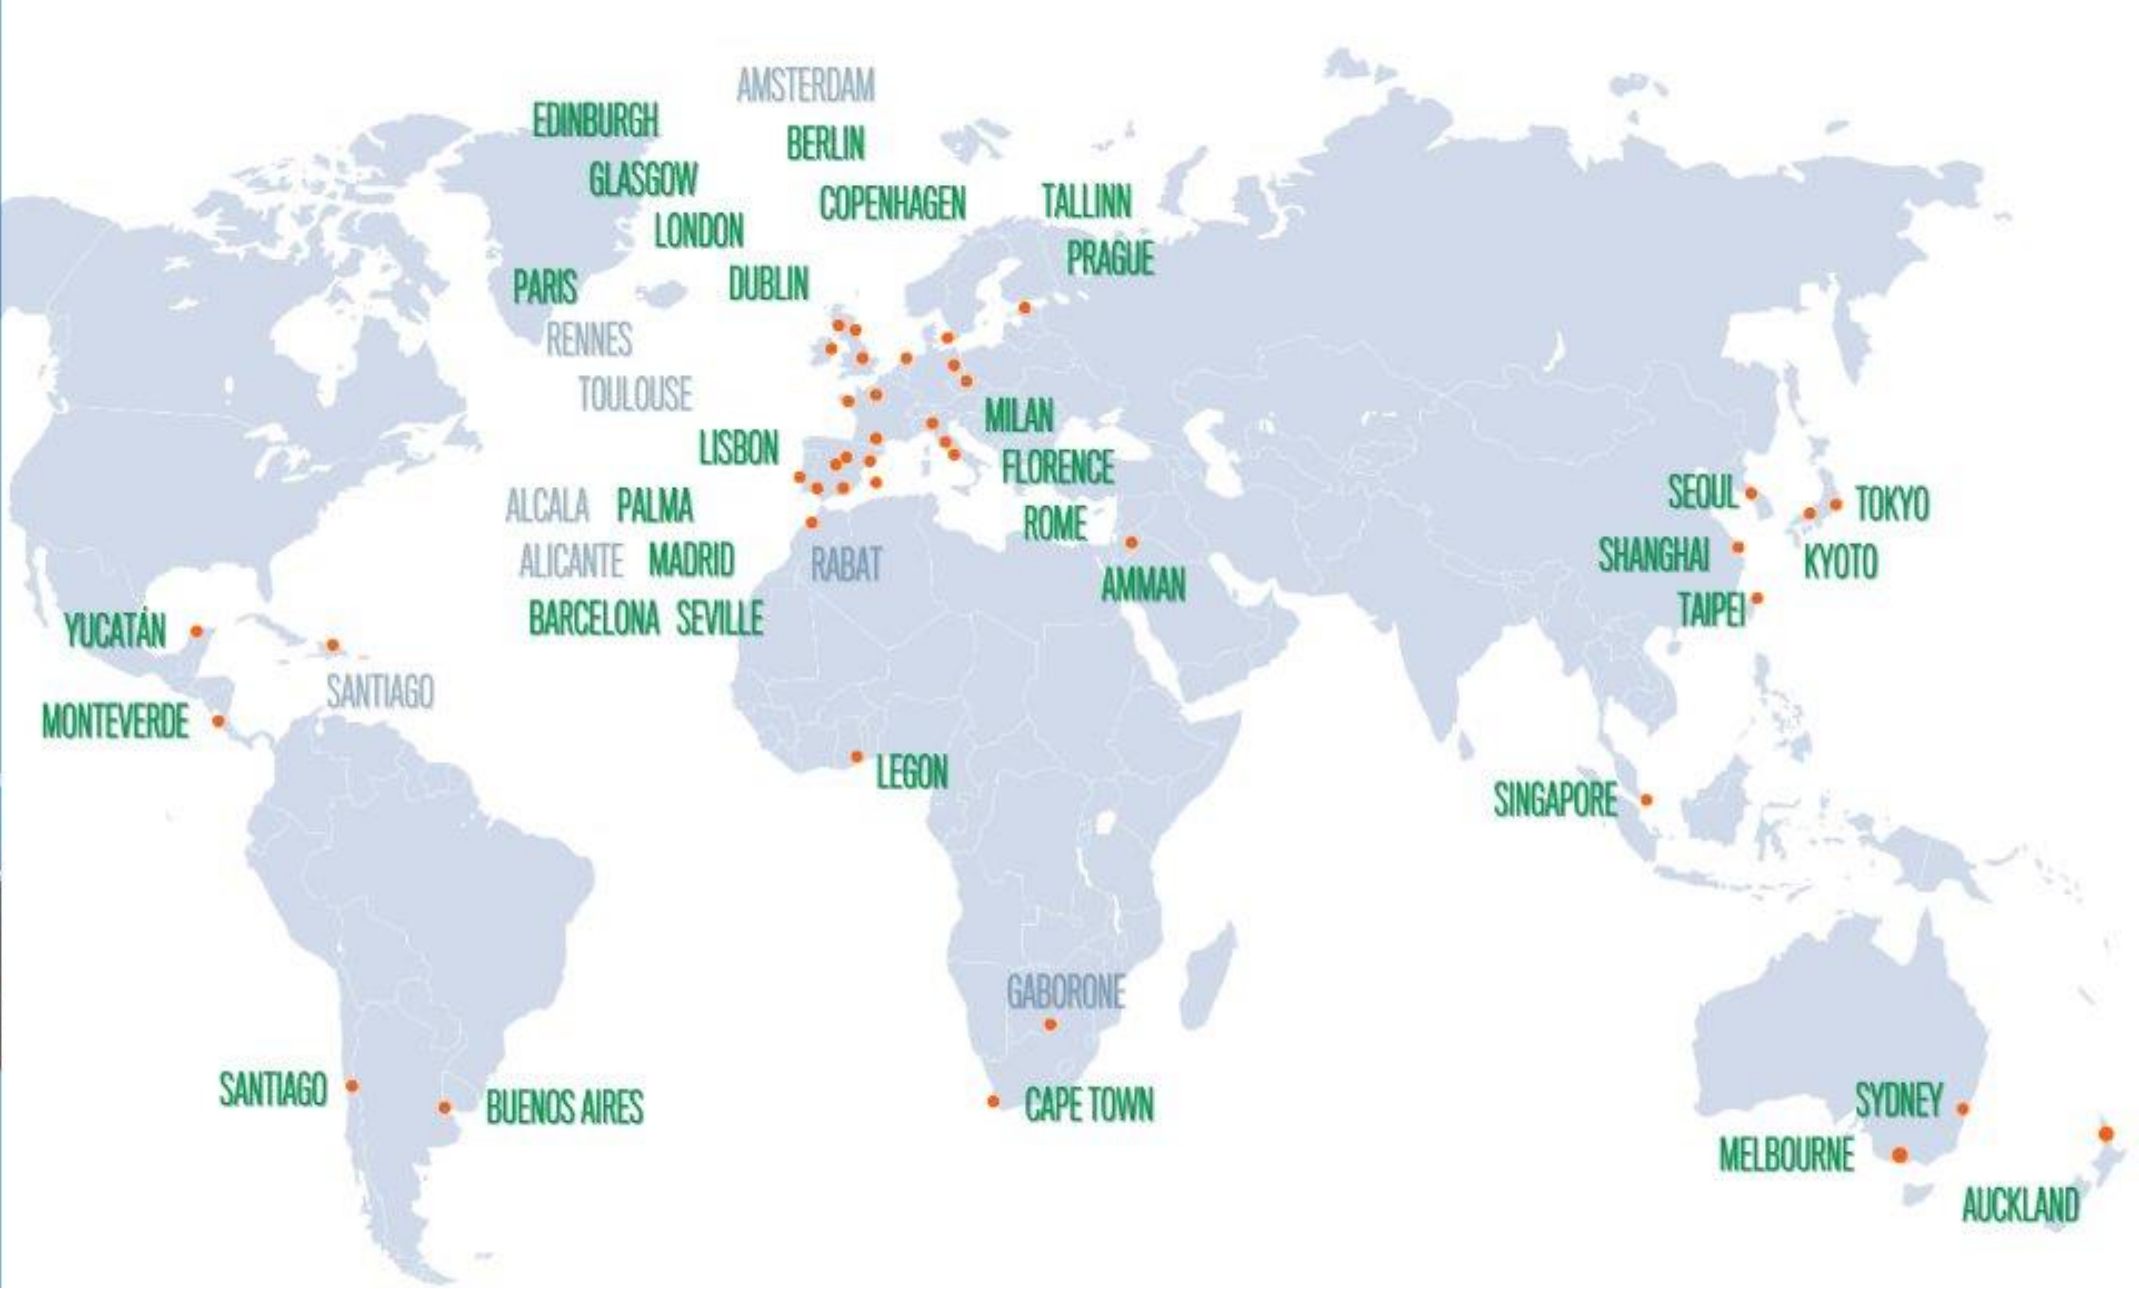 AMSTERDAM
EDINBURGH
BERLIN
GLASGOW
COPENHAGEN
TALLINN
LONDON
PRAGUE
PARIS
DUBLIN
RENNES
TOULOUSE
MILAN
LISBON
FLORENCE
ALCALA PALMA
ROME
ALICANTE MADRID
RABAT
AMMAN
BARCELONA SEVILLE
SEOUL
TOKYO
SHANGHAI
KYOTO
TAIPEI
YUCATÁN
SANTIAGO
MONTEVERDE
LEGON
SINGAPORE
GABORONE
SANTIAGO
BUENOS AIRES
CAPE TOWN
SYDNEY
MELBOURNE
AUCKLAND